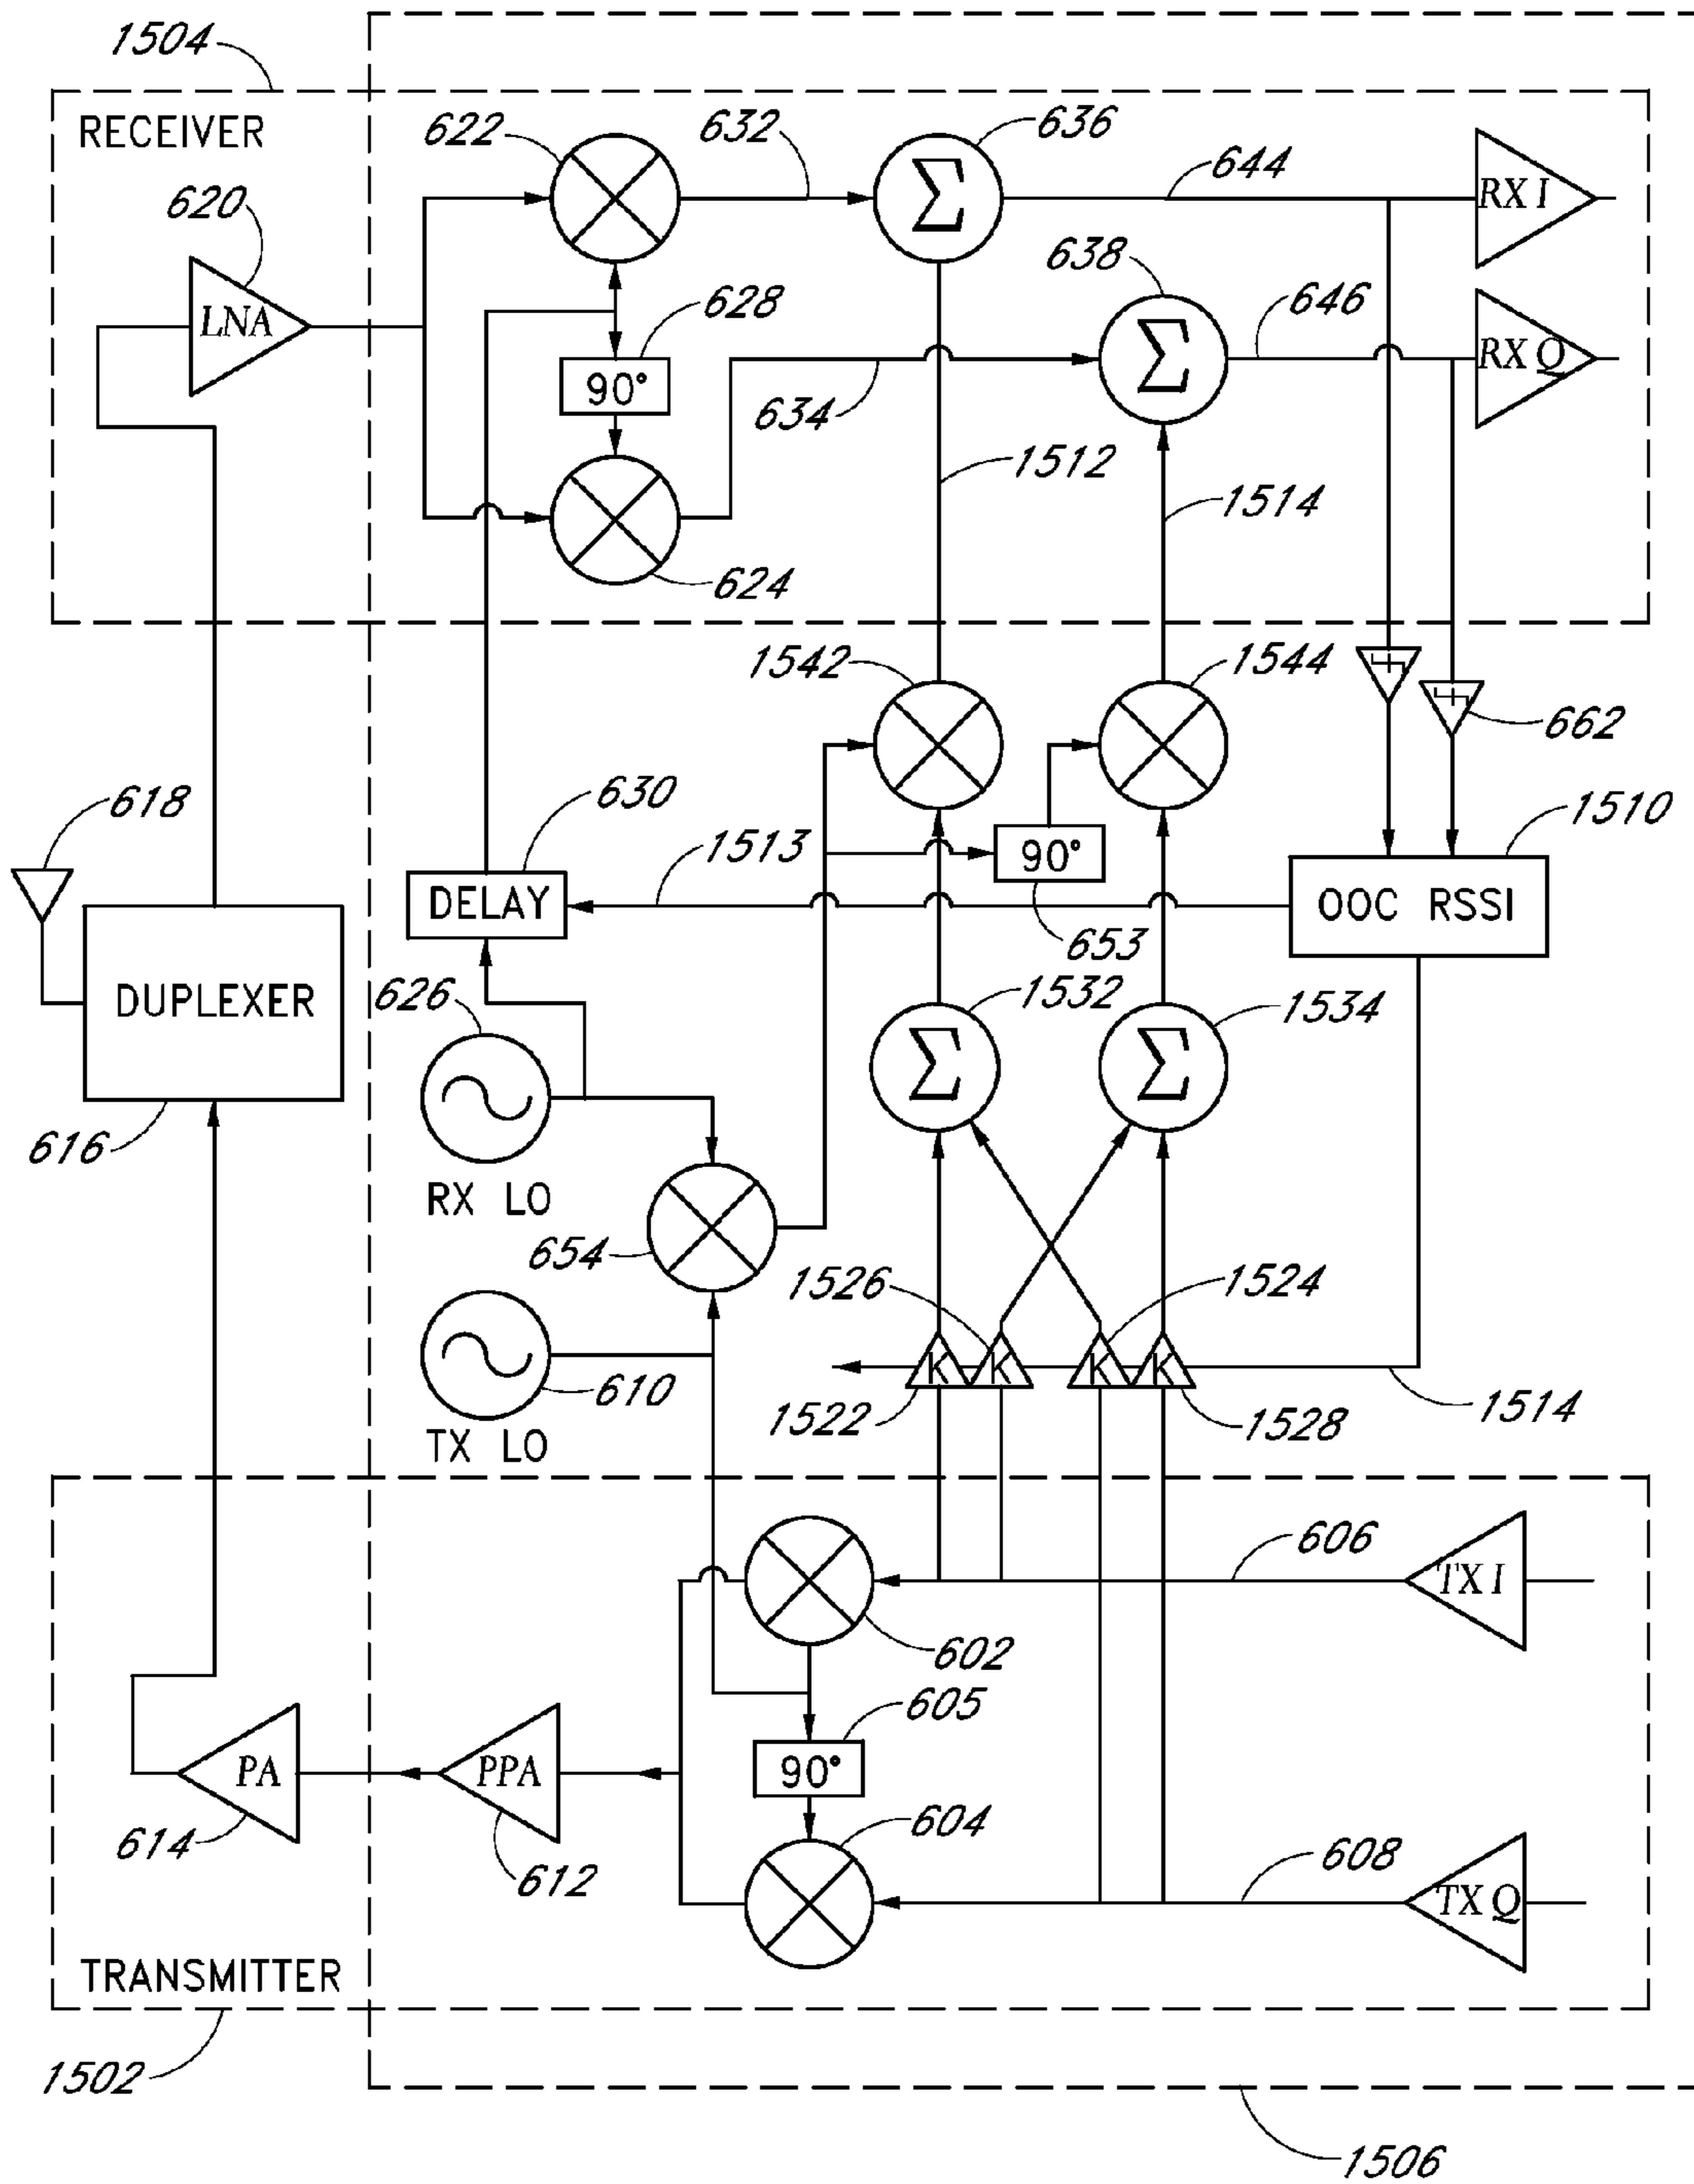 1504
RECEIVER
622
632
636
644
RX I
620
LNA
638
628
646
RX Q
90°
634
1512
1514
624
1542
1544
662
618
630
1513
1510
90°
DELAY
OOC RSSI
653
DUPLEXER
626
1532
1534
616
RX LO
654
1526
1524
K
K
K
K
610
1522
1528
1514
TX LO
606
TX I
602
605
PA
PPA
90°
614
612
604
608
TX Q
TRANSMITTER
1502
1506
Σ
Σ
Σ
Σ